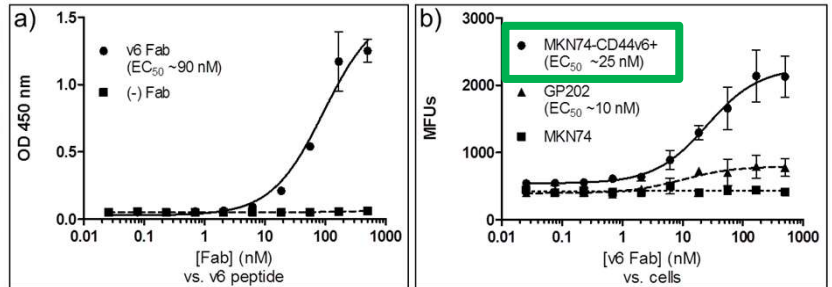 a)
1.5
1.0
0.5
0.0
OD 450 nm
v6 Fab
(EC50 ~90 nM)
(-) Fab
0.01 0.1 1 10 100 1000
[Fab] (nM)
vs. v6 peptide
b)
3000
2000
1000
0
MFUs
MKN74-CD44v6+
(EC50 ~25 nM)
GP202
(EC50 ~10 nM)
MKN74
0.01 0.1 1 10 100 1000
[v6 Fab] (nM)
vs. cells